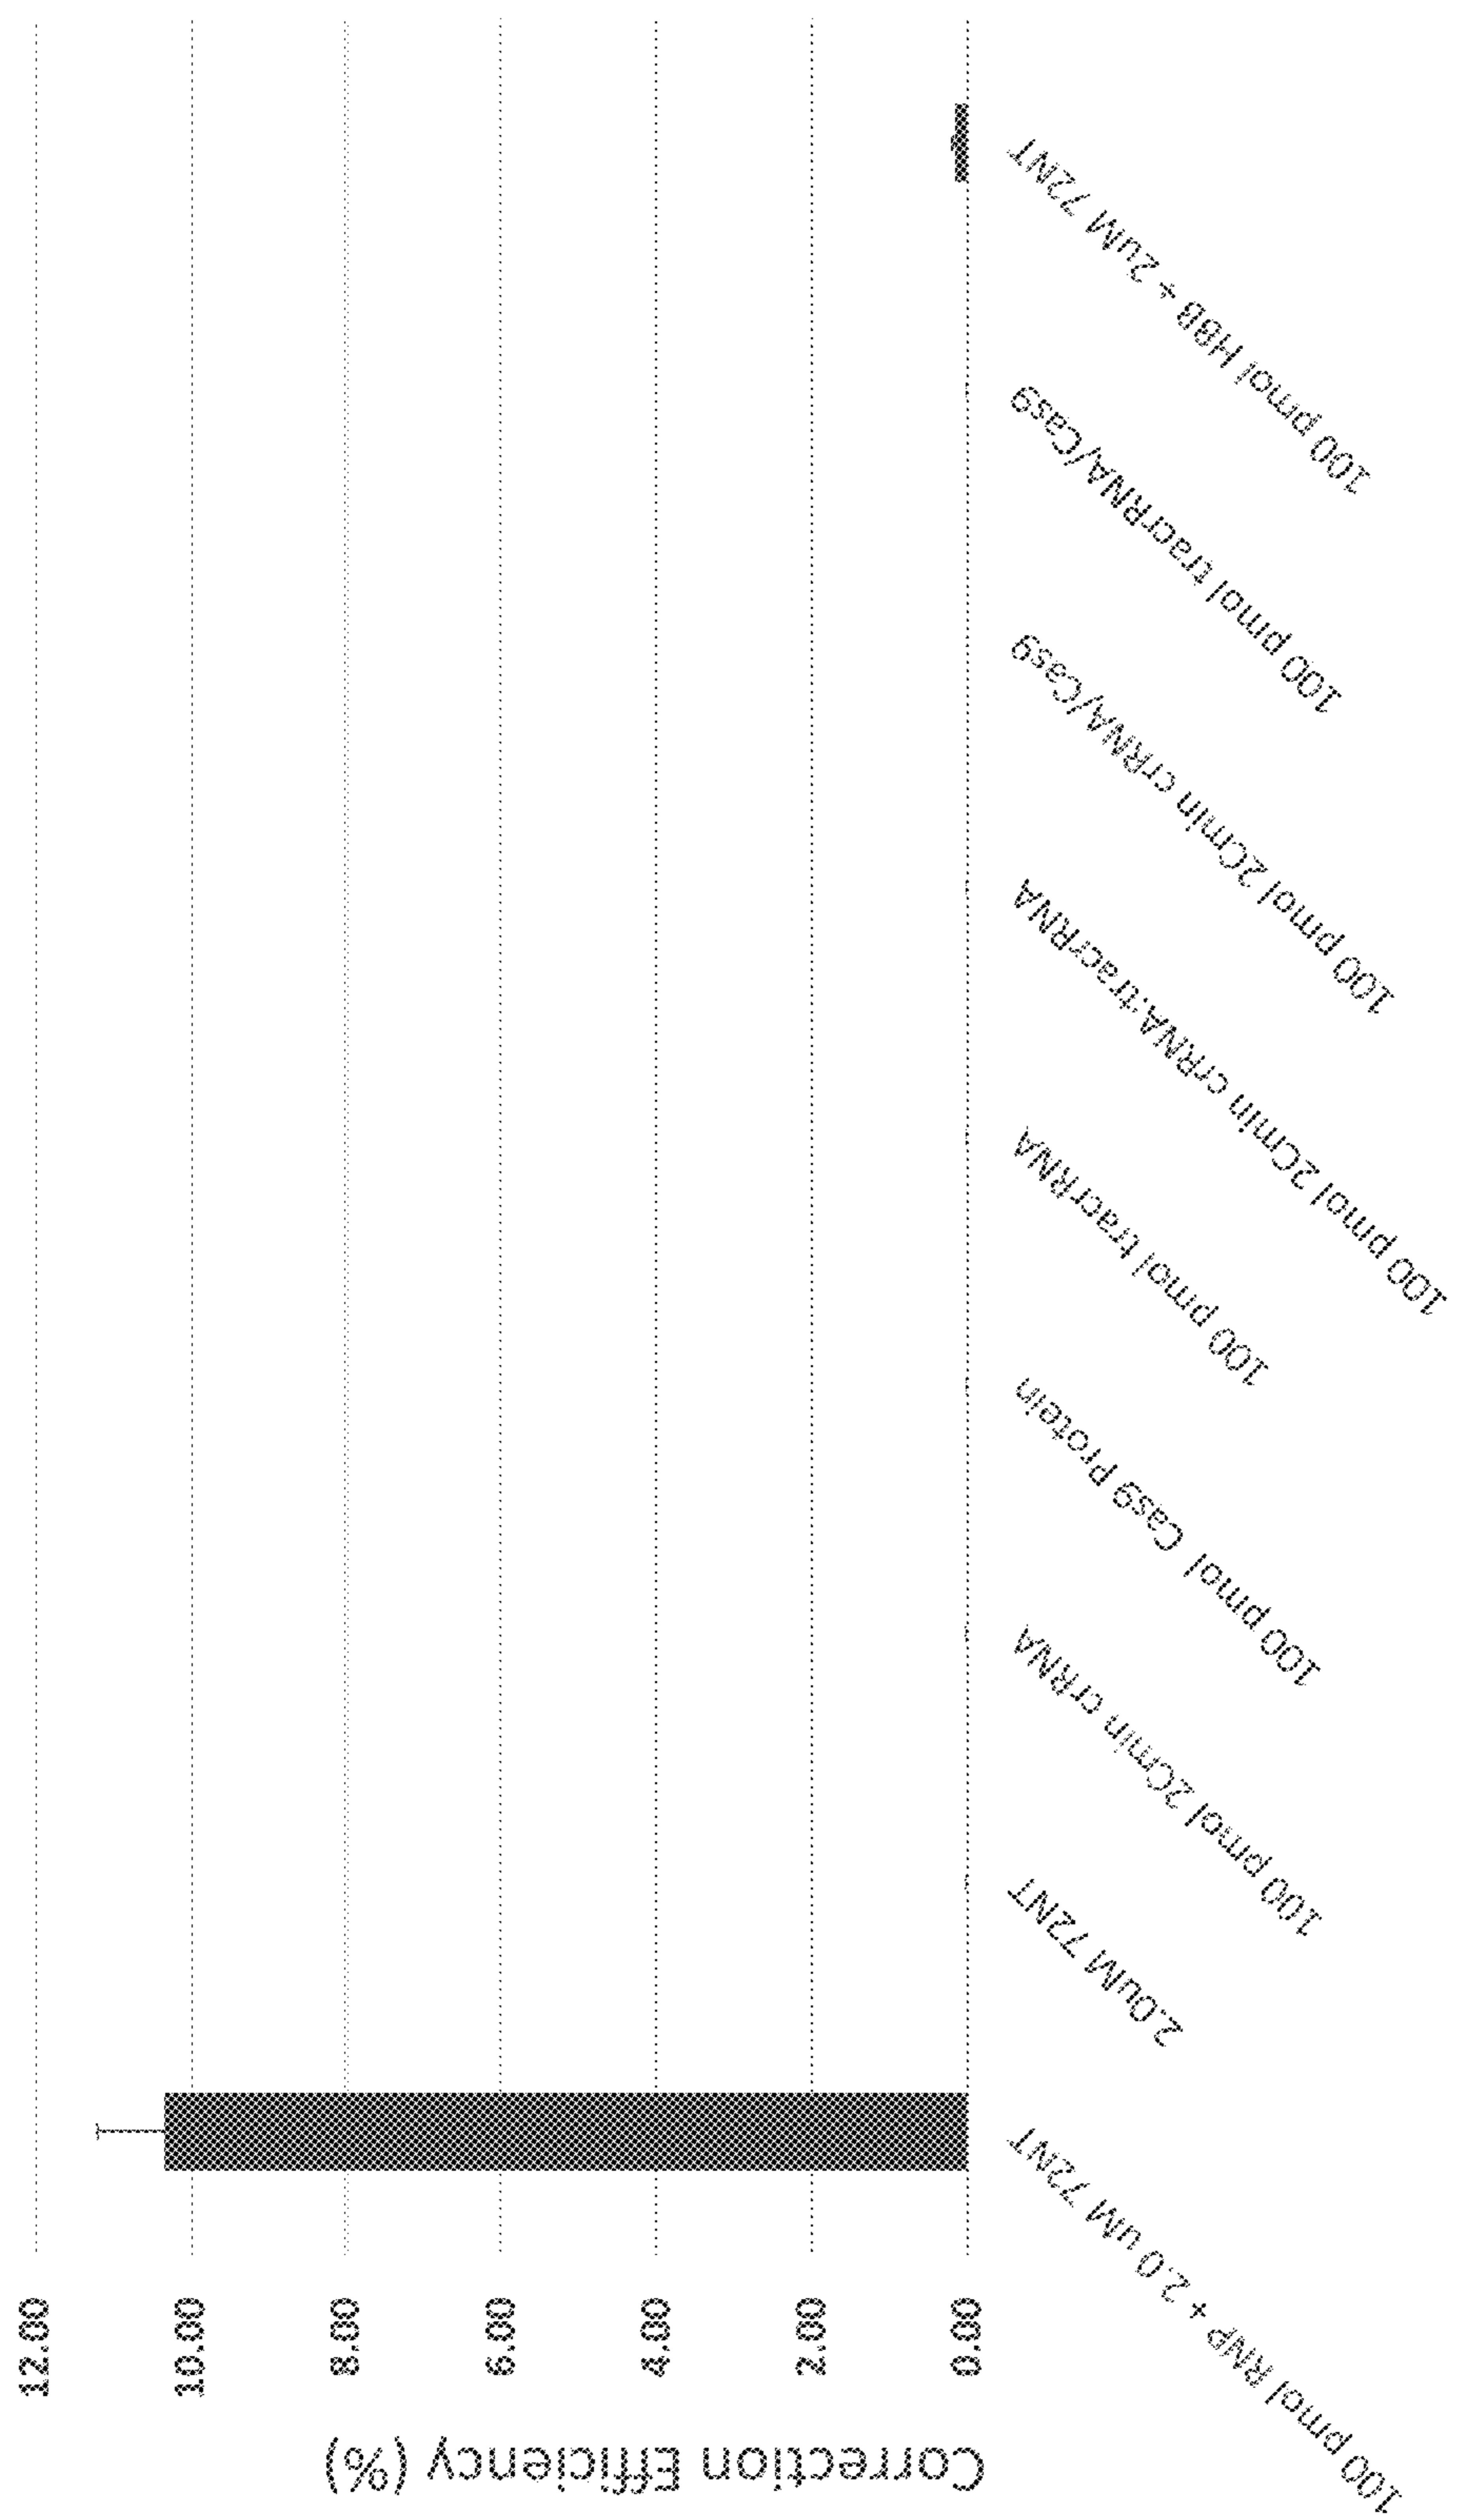 Correction Efficiency (%)
12.00
10.00
8.00
6.00
4.00
2.00
0.00
100 pmol RNP + 2.0 uM 72NT
2.0uM 72NT
100 pmol 2Cmin crRNA
100 pmol Cas9 Protein
100 pmol tracrRNA
100 pmol 2Cmin crRNA:tracrRNA
100 pmol 2Cmin crRNA/Cas9
100 pmol tracrRNA/Cas9
100 pmol HBB + 2uM 72NT